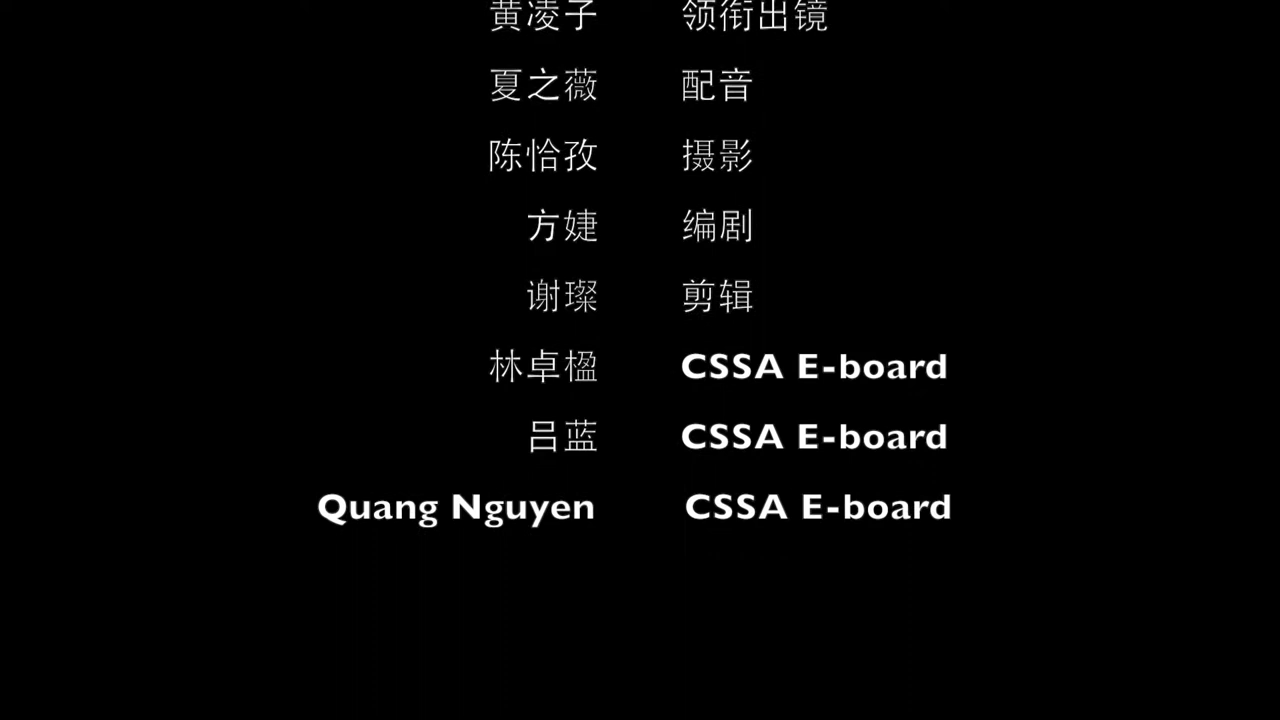 黄凌子 领衔出镜
夏之薇 配音
陈恰孜 摄影
方婕 编剧
谢璨 剪辑
林卓楹 CSSA E-board
吕蓝 CSSA E-board
Quang Nguyen CSSA E-board